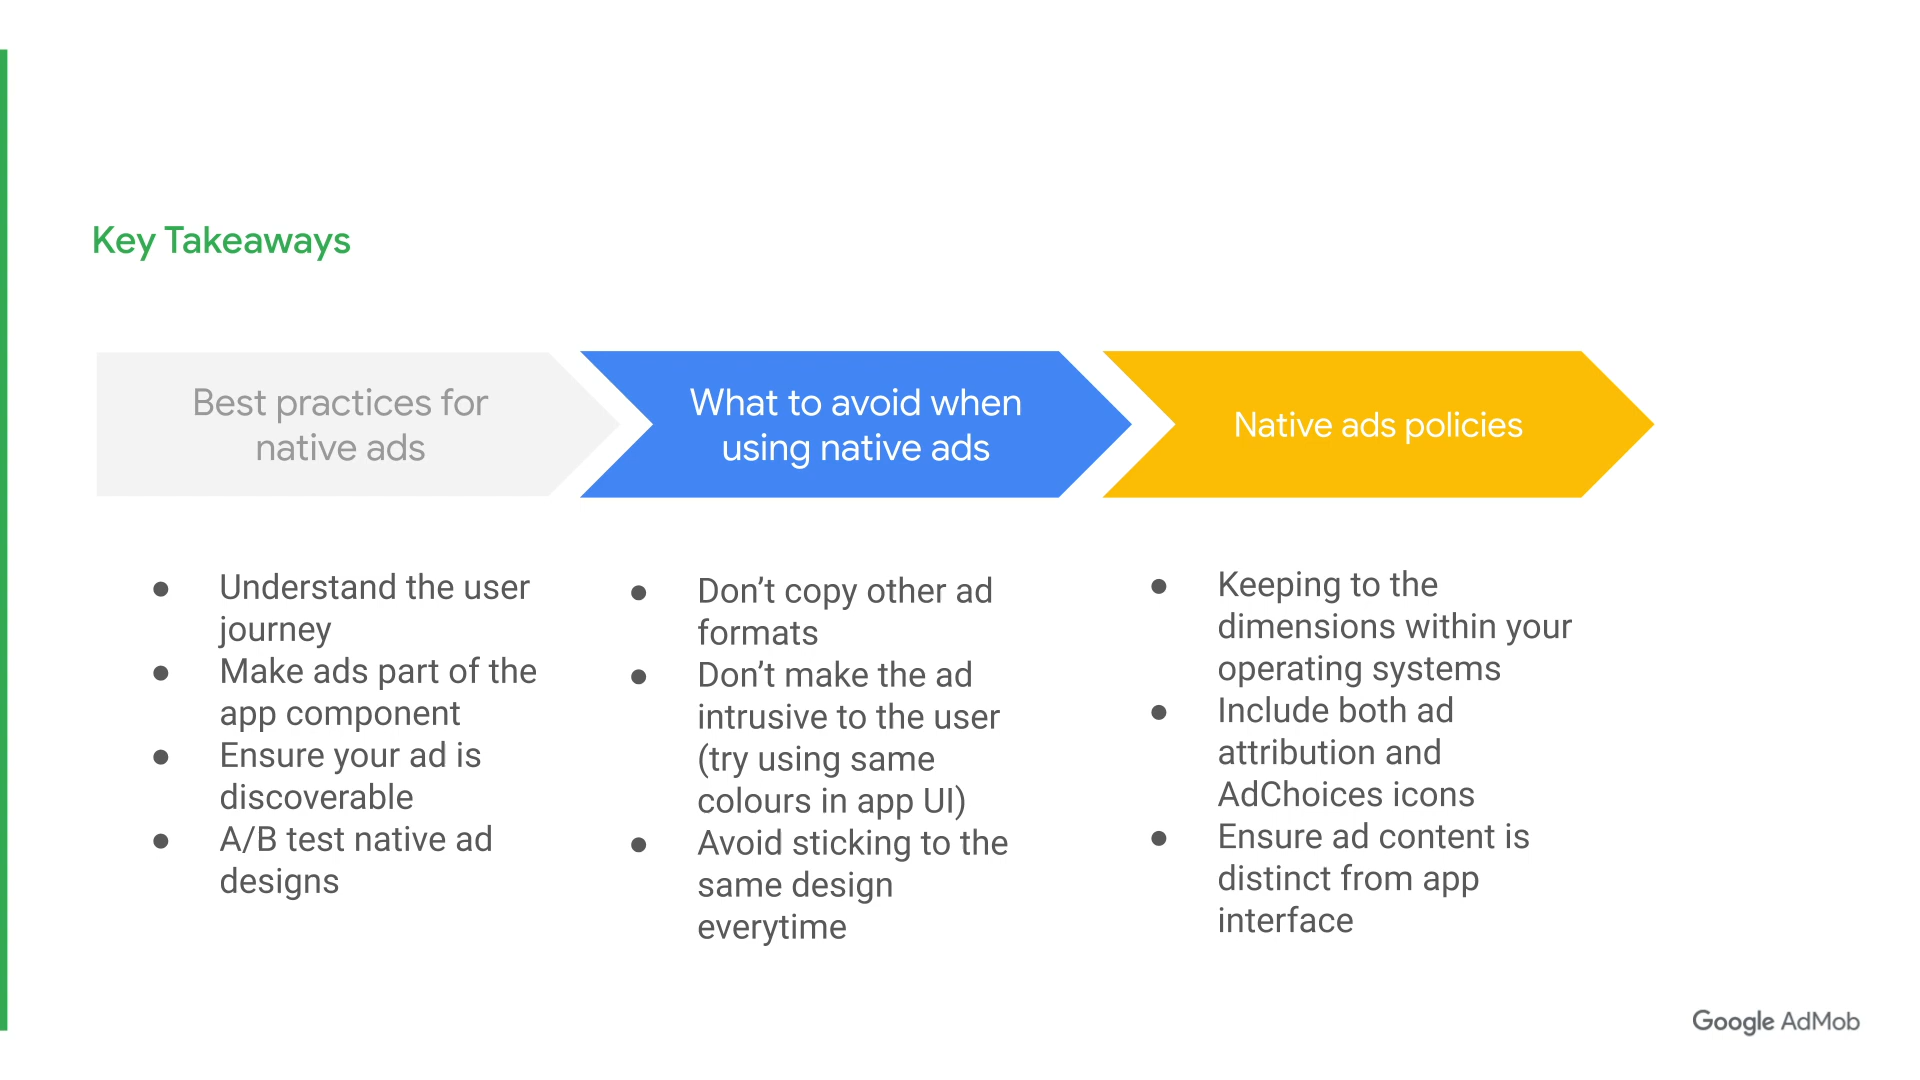 Key Takeaways
Best practices for
native ads
What to avoid when
using native ads
Native ads policies
● Understand the user
journey
● Make ads part of the
app component
● Ensure your ad is
discoverable
● A/B test native ad
designs
● Don’t copy other ad
formats
● Don’t make the ad
intrusive to the user
(try using same
colours in app UI)
● Avoid sticking to the
same design
everytime
● Keeping to the
dimensions within your
operating systems
● Include both ad
attribution and
AdChoices icons
● Ensure ad content is
distinct from app
interface
Google AdMob